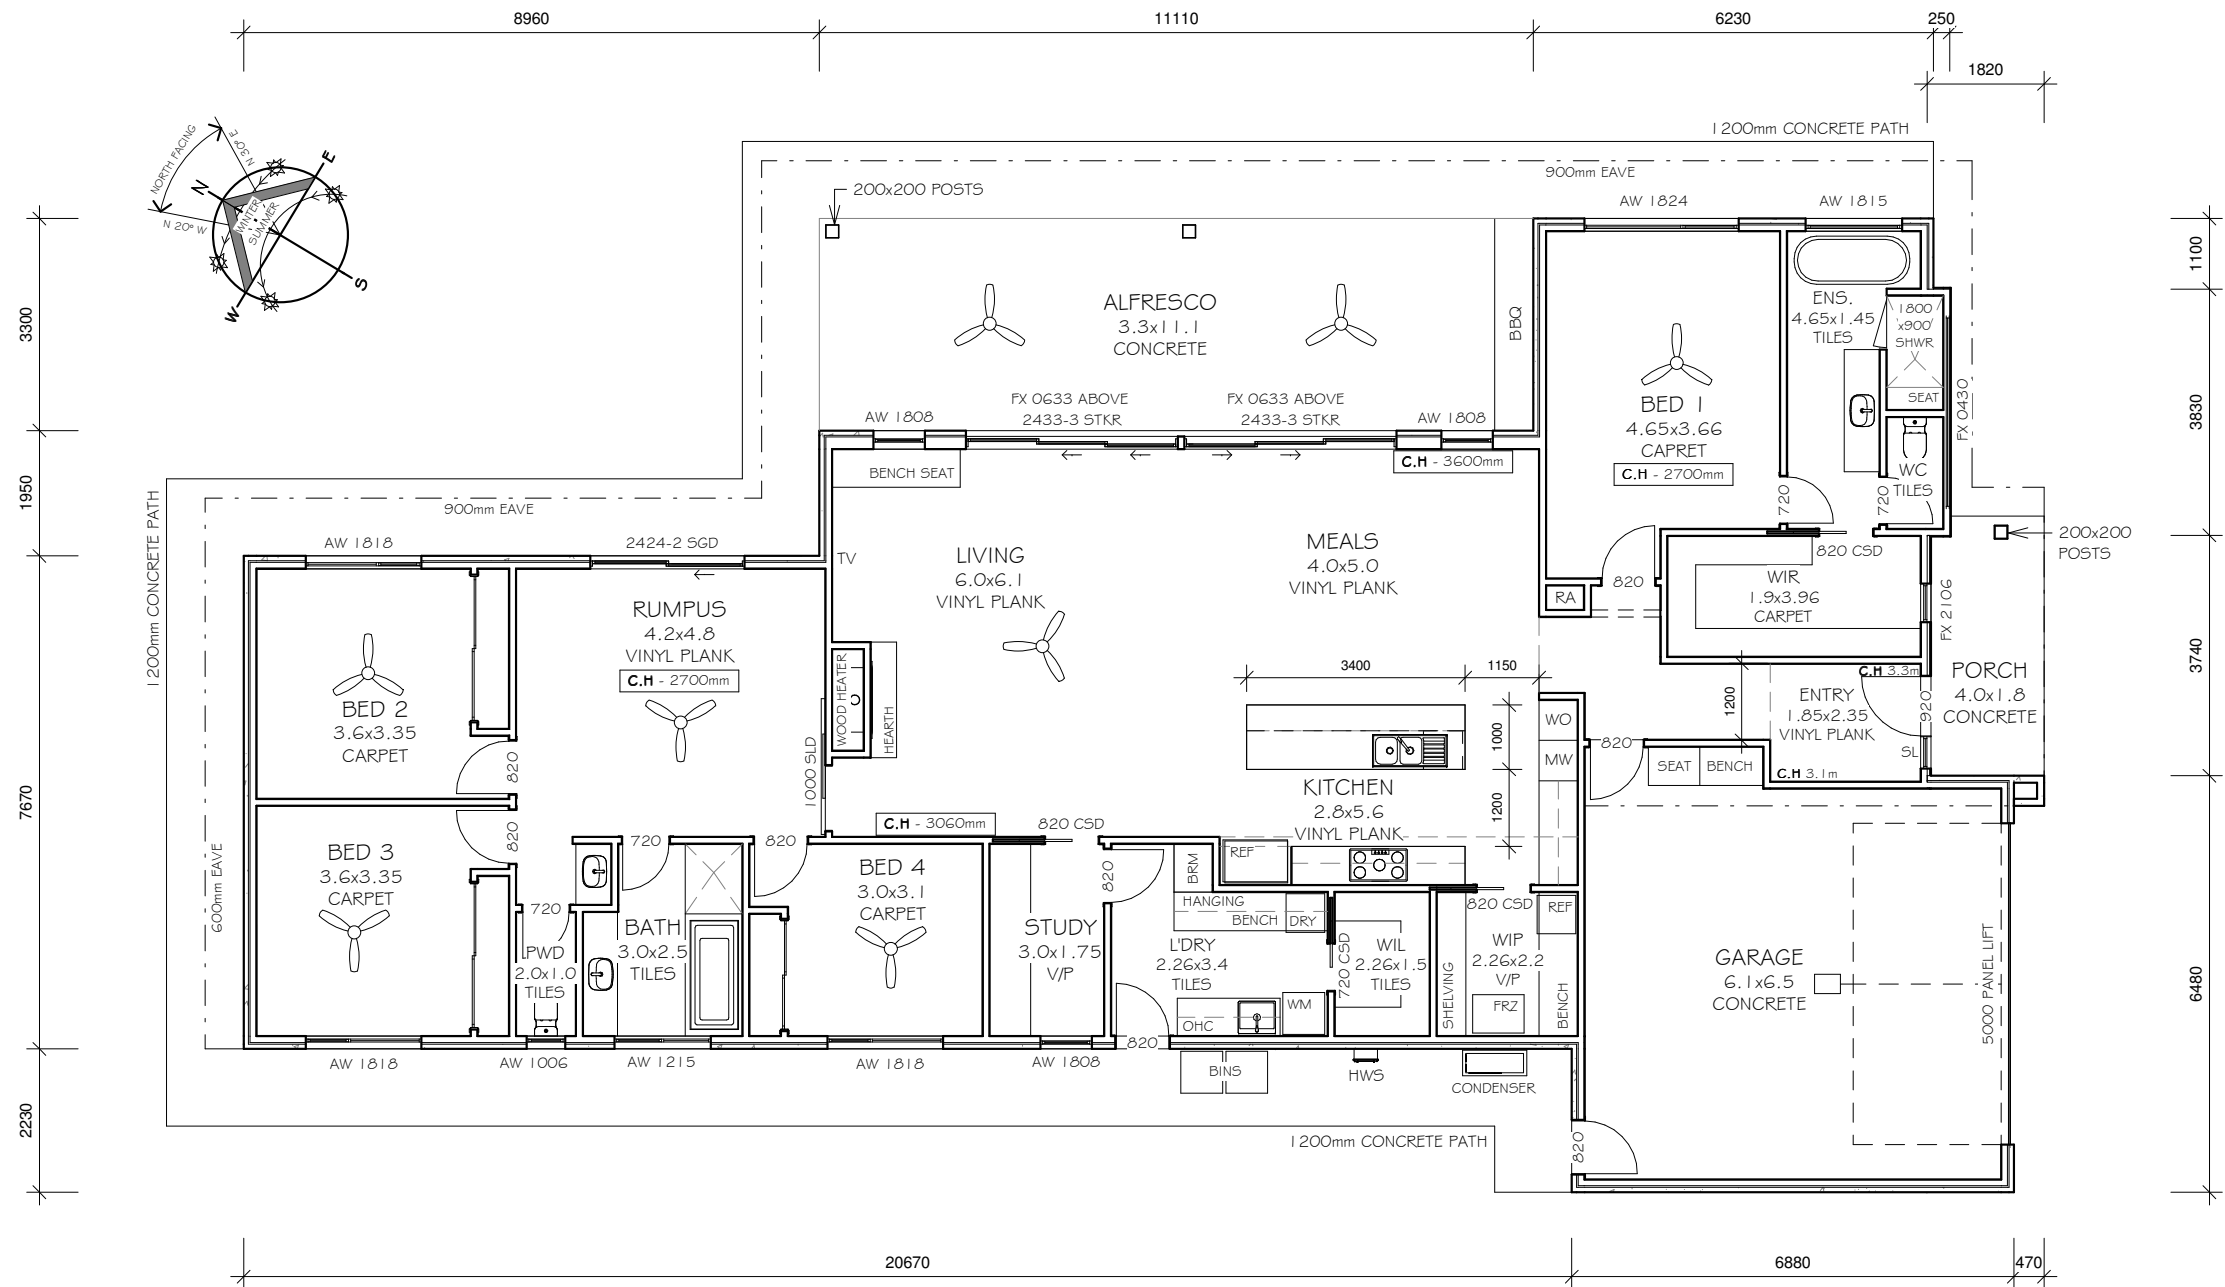 8960
11110
6230
250
1820
1200mm CONCRETE PATH
900mm EAVE
NORTH FACING
N 30° E
N 20° W
N
E
S
W
WINTER
SUMMER
200x200 POSTS
AW 1824
AW 1815
3300
1950
7670
2230
1100
3830
3740
6480
ALFRESCO
3.3x11.1
CONCRETE
BBQ
FX 0633 ABOVE
2433-3 STKR
FX 0633 ABOVE
2433-3 STKR
AW 1808
AW 1808
BED 1
4.65x3.66
CAPRET
C.H - 2700mm
ENS.
4.65x1.45
TILES
1800
x900
SHWR
SEAT
FX 0430
WC
TILES
720
720
820 CSD
200x200
POSTS
C.H - 3600mm
BENCH SEAT
TV
1200mm CONCRETE PATH
900mm EAVE
600mm EAVE
AW 1818
2424-2 SGD
LIVING
6.0x6.1
VINYL PLANK
MEALS
4.0x5.0
VINYL PLANK
RA
820
WIR
1.9x3.96
CARPET
FX 2106
RUMPUS
4.2x4.8
VINYL PLANK
C.H - 2700mm
WOOD HEATER
HEARTH
1000 SLD
3400
1150
1000
1200
1200
C.H 3.3m
ENTRY
1.85x2.35
VINYL PLANK
920
SL
C.H 3.1m
PORCH
4.0x1.8
CONCRETE
BED 2
3.6x3.35
CARPET
820
820
WO
MW
820
SEAT
BENCH
KITCHEN
2.8x5.6
VINYL PLANK
C.H - 3060mm
820 CSD
REF
BED 3
3.6x3.35
CARPET
720
720
820
BED 4
3.0x3.1
CARPET
820
BRM
HANGING
BENCH
DRY
820 CSD
REF
PWD
2.0x1.0
TILES
BATH
3.0x2.5
TILES
STUDY
3.0x1.75
V/P
L'DRY
2.26x3.4
TILES
OHC
WM
720 CSD
WIL
2.26x1.5
TILES
SHELVING
WIP
2.26x2.2
V/P
FRZ
BENCH
GARAGE
6.1x6.5
CONCRETE
5000 PANEL LIFT
AW 1818
AW 1006
AW 1215
AW 1818
AW 1808
820
BINS
HWS
CONDENSER
1200mm CONCRETE PATH
820
20670
6880
470